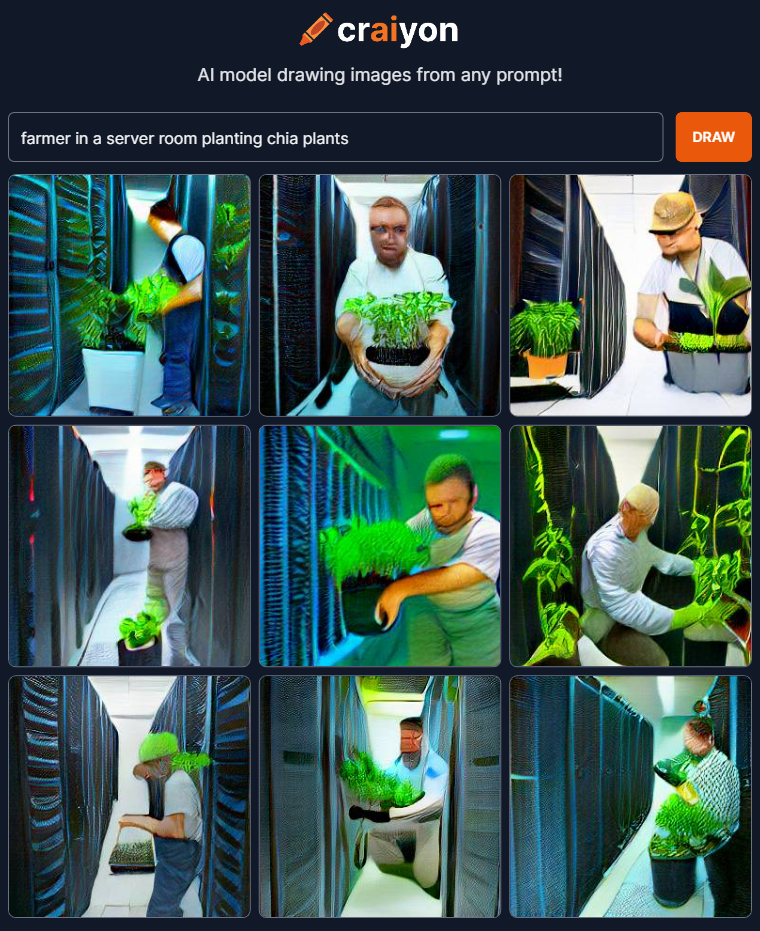 craiyon
AI model drawing images from any prompt!
farmer in a server room planting chia plants
DRAW